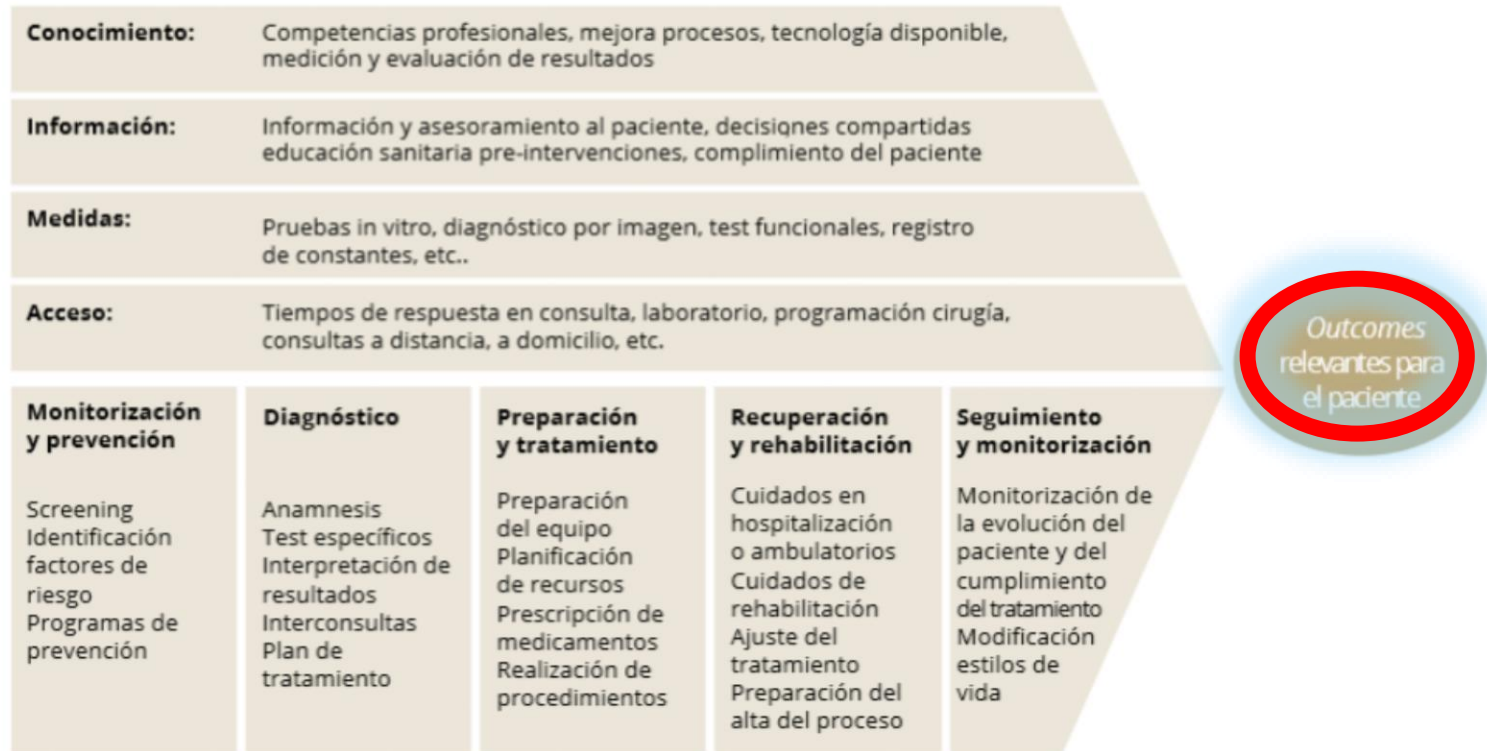 Conocimiento:
Competencias profesionales, mejora procesos, tecnología disponible,
medición y evaluación de resultados
Información:
Información y asesoramiento al paciente, decisiones compartidas
educación sanitaria pre-intervenciones, complimiento del paciente
Medidas:
Pruebas in vitro, diagnóstico por imagen, test funcionales, registro
de constantes, etc..
Acceso:
Tiempos de respuesta en consulta, laboratorio, programación cirugía,
consultas a distancia, a domicilio, etc.
Monitorización
y prevención
Screening
Identificación
factores de
riesgo
Programas de
prevención
Diagnóstico
Anamnesis
Test específicos
Interpretación de
resultados
Interconsultas
Plan de
tratamiento
Preparación
y tratamiento
Preparación
del equipo
Planificación
de recursos
Prescripción de
medicamentos
Realización de
procedimientos
Recuperación
y rehabilitación
Cuidados en
hospitalización
o ambulatorios
Cuidados de
rehabilitación
Ajuste del
tratamiento
Preparación del
alta del proceso
Seguimiento
y monitorización
Monitorización de
la evolución del
paciente y del
cumplimiento
del tratamiento
Modificación
estilos de
vida
Outcomes
relevantes para
el paciente